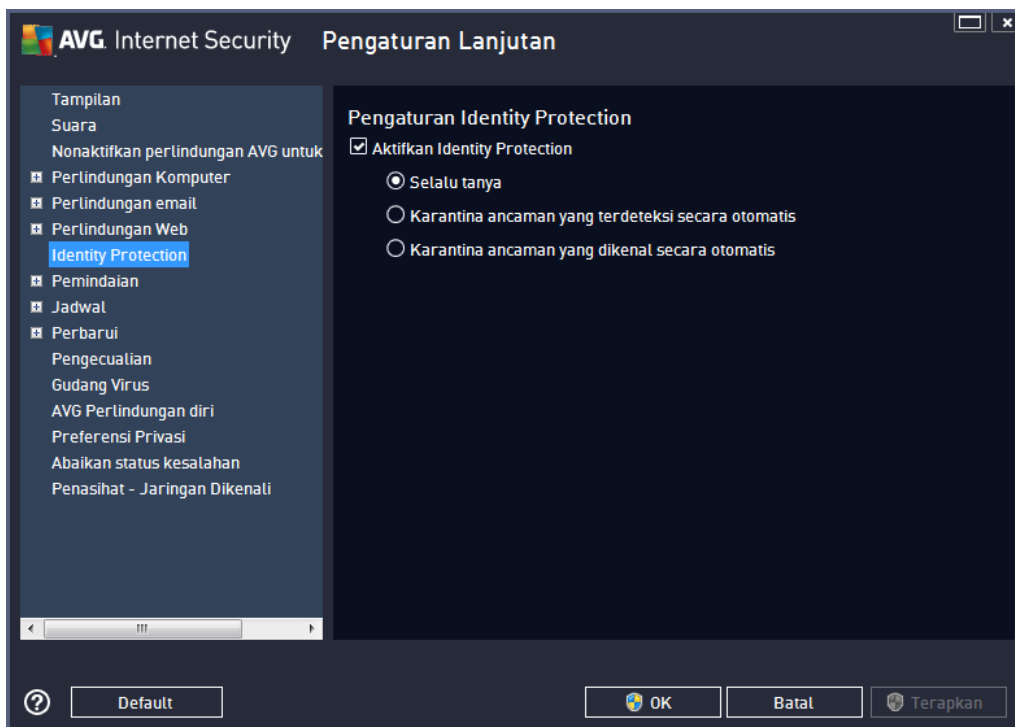 AVG. Internet Security
Pengaturan Lanjutan
Tampilan
Suara
Nonaktifkan perlindungan AVG untuk
Perlindungan Komputer
Perlindungan email
Perlindungan Web
Identity Protection
Pemindaian
Jadwal
Perbarui
Pengecualian
Gudang Virus
AVG Perlindungan diri
Preferensi Privasi
Abaikan status kesalahan
Penasihat - Jaringan Dikenali
Pengaturan Identity Protection
Aktifkan Identity Protection
Selalu tanya
Karantina ancaman yang terdeteksi secara otomatis
Karantina ancaman yang dikenal secara otomatis
Default
OK
Batal
Terapkan